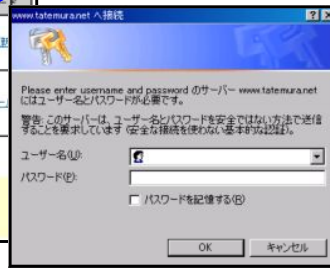 www.tatemura.net へ接続
Please enter username and password のサーバー www.tatemura.net
にはユーザー名とパスワードが必要です。
警告: このサーバーは、ユーザー名とパスワードを安全ではない方法で送信
することを要求しています (安全な接続を使わない基本的な認証)。
ユーザー名(U):
パスワード(P):
パスワードを記憶する(R)
OK
キャンセル